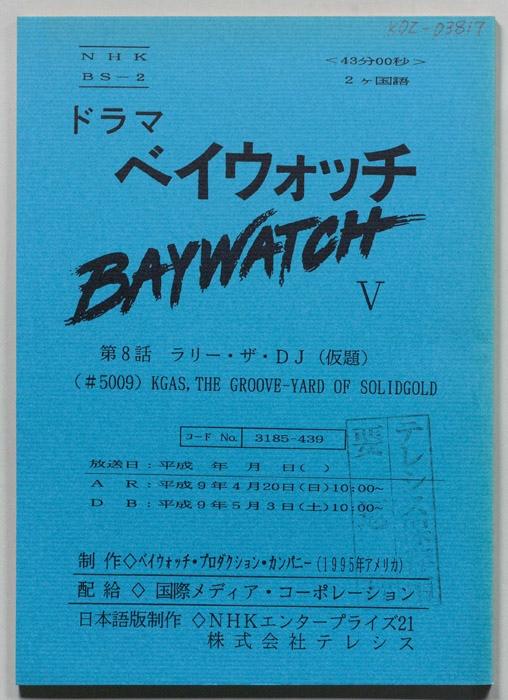 KDZ-03817
NHK
BS-2
<43分00秒>
2ヶ国語
ドラマ
ベイウォッチ
BAYWATCH
V
第8話 ラリー・ザ・DJ(仮題)
(#5009) KGAS, THE GROOVE-YARD OF SOLIDGOLD
コード No. 3185-439
放送日:平成 年 月 日( )
AR:平成9年4月20日(日)10:00~
DB:平成9年5月3日(土)10:00~
制作◇ベイウォッチ・プロダクション・カンパニー(1995年アメリカ)
配給◇国際メディア・コーポレーション
日本語版制作◇NHKエンタープライズ21
株式会社テレシス